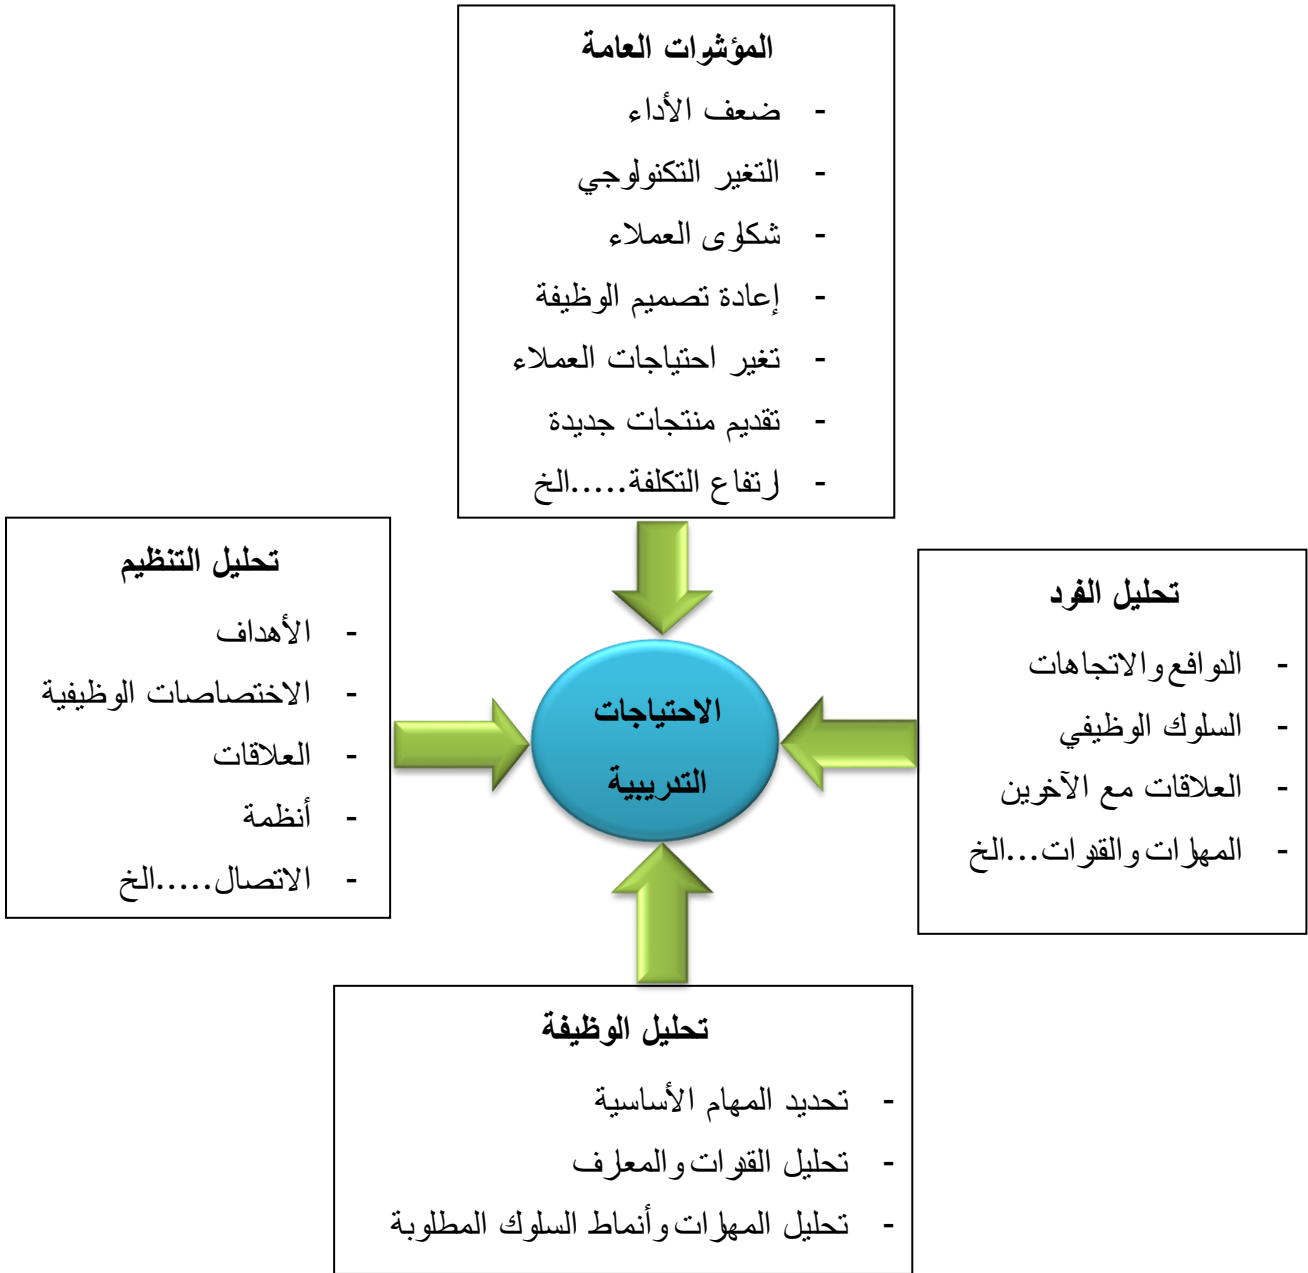 المؤشرات العامة
- ضعف الأداء
- التغير التكنولوجي
- شكاوى العملاء
- إعادة تصميم الوظيفة
- تغير احتياجات العملاء
- تقديم منتجات جديدة
- ارتفاع التكلفة.....الخ
تحليل الفرد
- الدوافع والاتجاهات
- السلوك الوظيفي
- العلاقات مع الآخرين
- المهارات والقدرات...الخ
الاحتياجات
التدريبية
تحليل التنظيم
- الأهداف
- الاختصاصات الوظيفية
- العلاقات
- أنظمة
- الاتصال.....الخ
تحليل الوظيفة
- تحديد المهام الأساسية
- تحليل القدرات والمعارف
- تحليل المهارات وأنماط السلوك المطلوبة